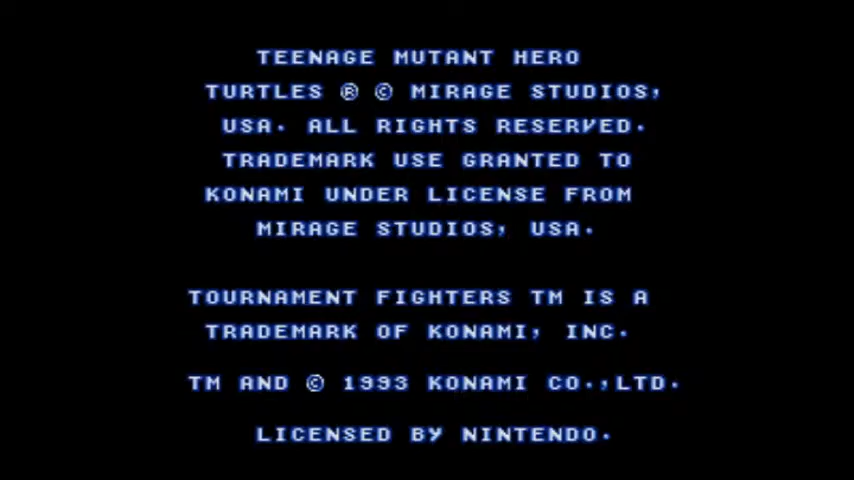 TEENAGE MUTANT HERO
TURTLES ® © MIRAGE STUDIOS,
USA. ALL RIGHTS RESERVED.
TRADEMARK USE GRANTED TO
KONAMI UNDER LICENSE FROM
MIRAGE STUDIOS, USA.
TOURNAMENT FIGHTERS TM IS A
TRADEMARK OF KONAMI, INC.
TM AND © 1993 KONAMI CO.,LTD.
LICENSED BY NINTENDO.